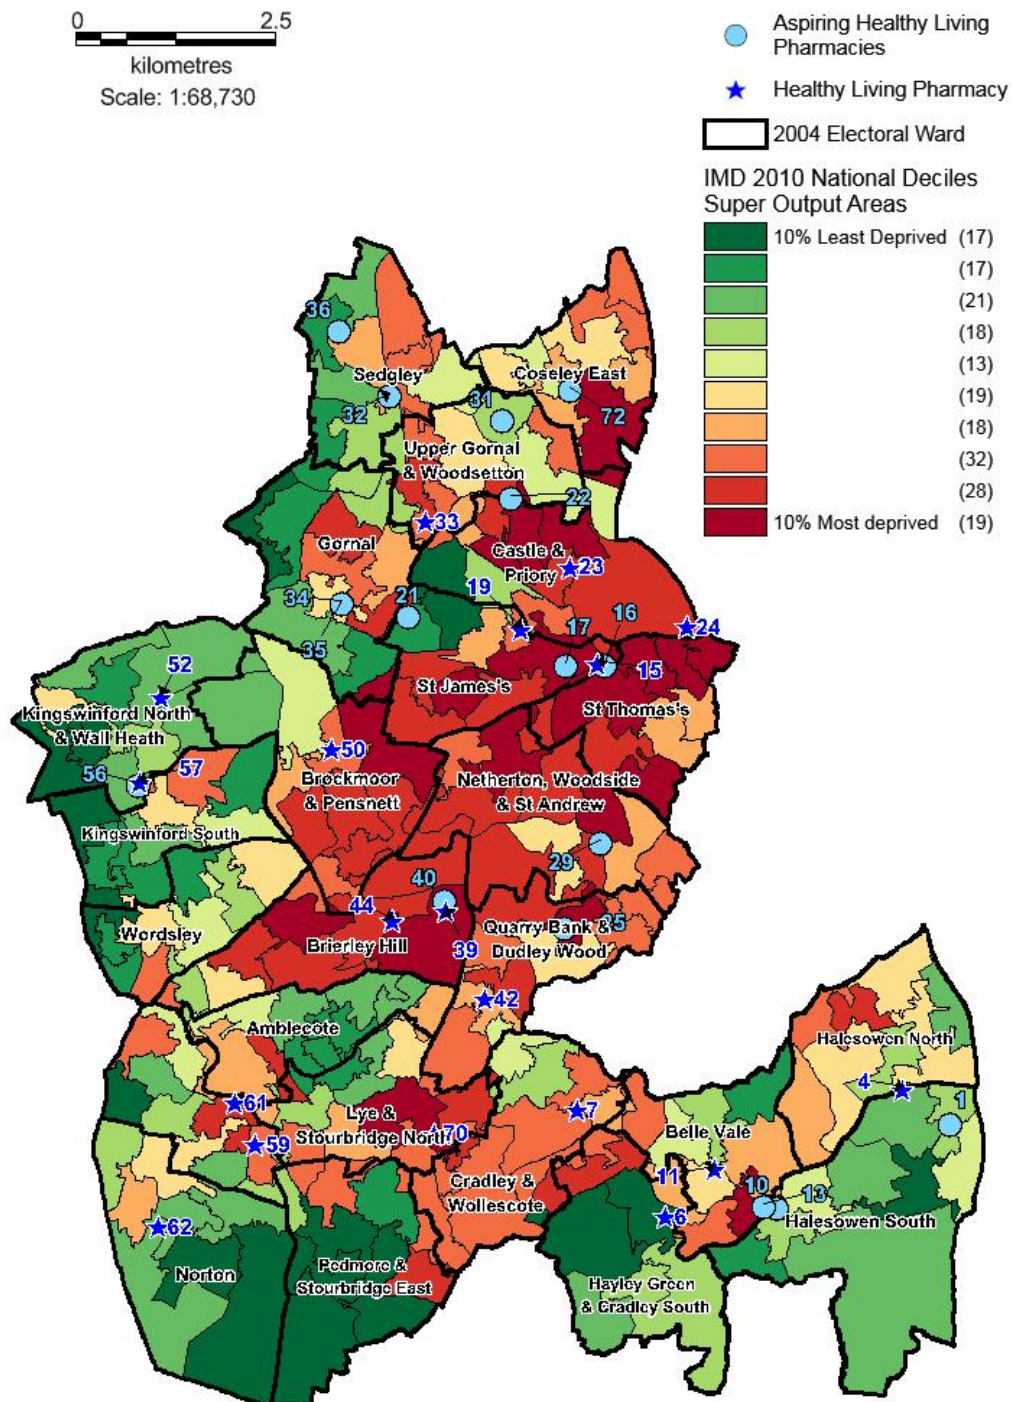 0 2.5
kilometres
Scale: 1:68,730
Aspiring Healthy Living
Pharmacies
Healthy Living Pharmacy
2004 Electoral Ward
IMD 2010 National Deciles
Super Output Areas
10% Least Deprived (17)
(17)
(21)
(18)
(13)
(19)
(18)
(32)
(28)
10% Most deprived (19)
36
Sedgley
Coseley East
32
31
72
Upper Gornal
& Woodsetton
22
33
Gornal
Castle &
Priory
23
19
34
21
17
16
24
35
15
52
St James's
St Thomas's
Kingswinford North
& Wall Heath
50
56
57
Brockmoor
& Pensnett
Netherton, Woodside
& St Andrew
Kingswinford South
29
40
44
Wordsley
Brierley Hill
39
Quarry Bank &
Dudley Wood
35
42
Amblecote
Halesowen North
4
1
61
Lye &
Stourbridge North
70
7
59
Belle Vale
Cradley &
Wollescote
11
10
13
6
Halesowen South
62
Norton
Pedmore &
Stourbridge East
Hayley Green
& Cradley South